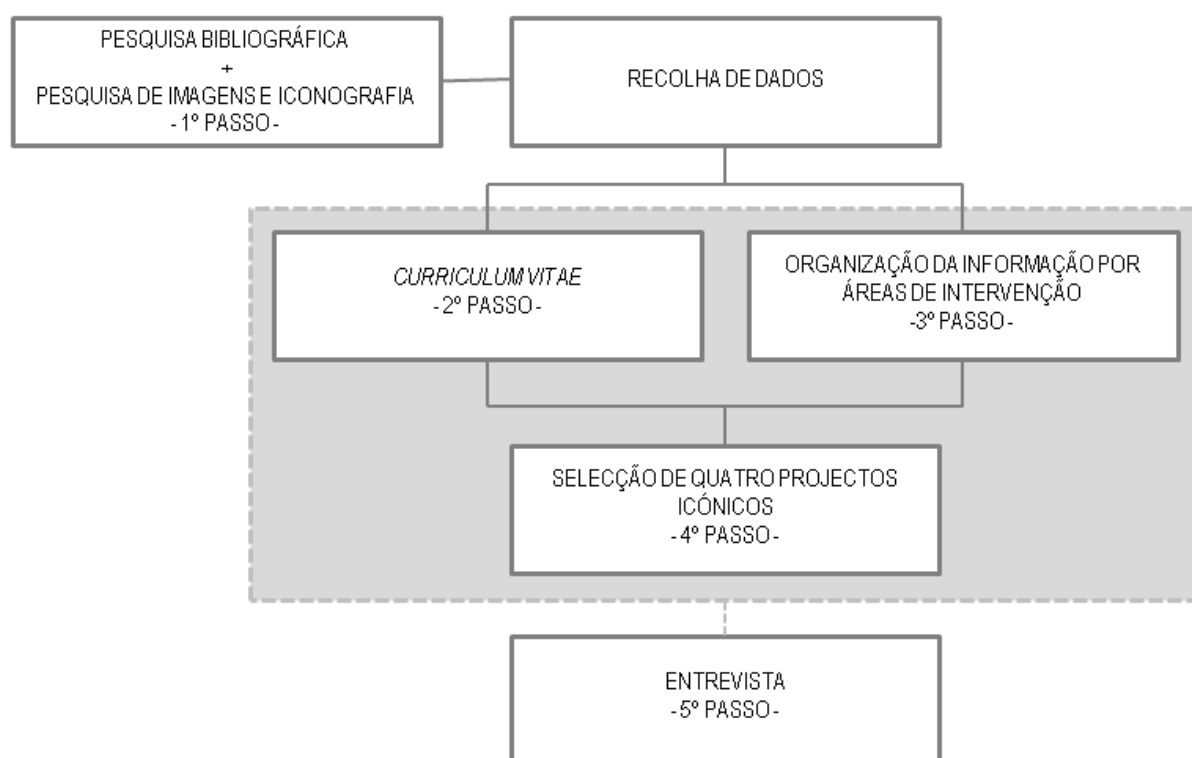 PESQUISA BIBLIOGRÁFICA
+
PESQUISA DE IMAGENS E ICONOGRAFIA
- 1º PASSO -
RECOLHA DE DADOS
CURRICULUM VITAE
- 2º PASSO -
ORGANIZAÇÃO DA INFORMAÇÃO POR
ÁREAS DE INTERVENÇÃO
-3º PASSO -
SELECÇÃO DE QUATRO PROJECTOS
ICÓNICOS
- 4º PASSO -
ENTREVISTA
- 5º PASSO -